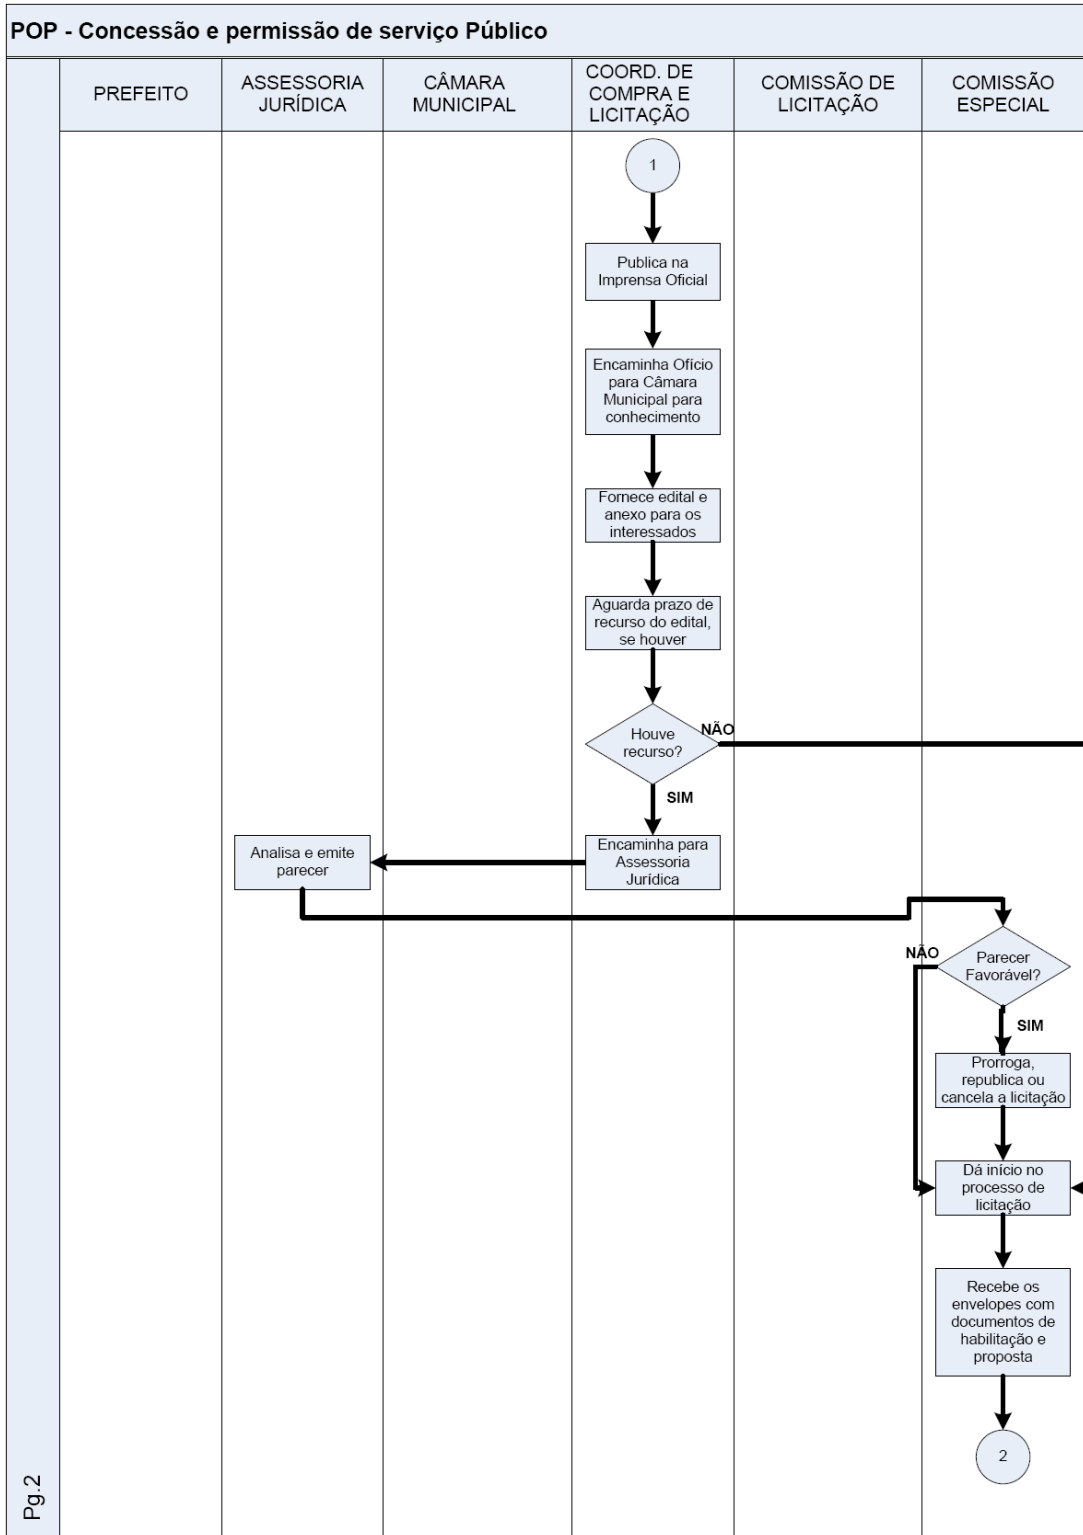 POP - Concessão e permissão de serviço Público
PREFEITO
ASSESSORIA
JURÍDICA
CÂMARA
MUNICIPAL
COORD. DE
COMPRA E
LICITAÇÃO
COMISSÃO DE
LICITAÇÃO
COMISSÃO
ESPECIAL
1
Publica na
Imprensa Oficial
Encaminha Ofício
para Câmara
Municipal para
conhecimento
Fornece edital e
anexo para os
interessados
Aguarda prazo de
recurso do edital,
se houver
Houve
recurso?
NÃO
SIM
Encaminha para
Assessoria
Jurídica
Analisa e emite
parecer
Parecer
Favorável?
NÃO
SIM
Prorroga,
republica ou
cancela a licitação
Dá início no
processo de
licitação
Recebe os
envelopes com
documentos de
habilitação e
proposta
2
Pg.2